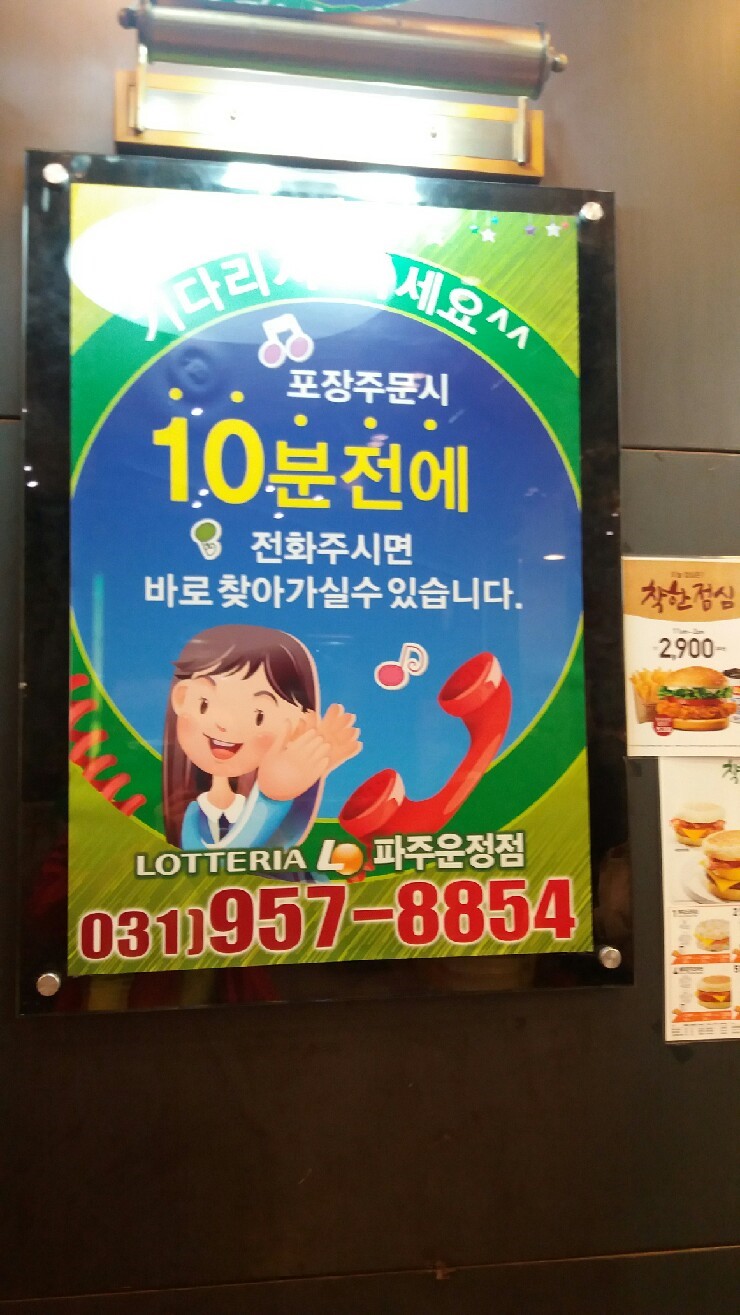 세요^^
포장주문시
10분전에
전화주시면
바로 찾아가실수 있습니다.
LOTTERIA 파주운정점
031)957-8854
착한점심
2,900